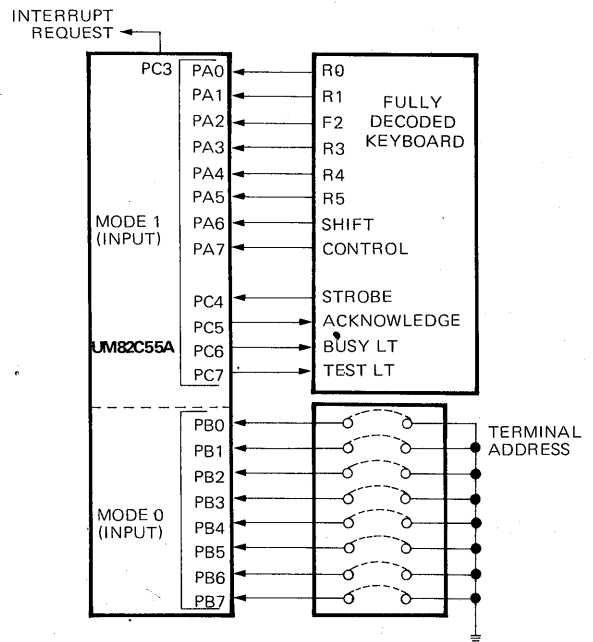 INTERRUPT
REQUEST
PC3
PA0
R0
PA1
R1
FULLY
DECODED
KEYBOARD
PA2
F2
PA3
R3
PA4
R4
PA5
R5
MODE 1
(INPUT)
PA6
SHIFT
PA7
CONTROL
PC4
STROBE
PC5
ACKNOWLEDGE
UM82C55A
PC6
BUSY LT
PC7
TEST LT
PB0
TERMINAL
ADDRESS
PB1
PB2
PB3
MODE 0
(INPUT)
PB4
PB5
PB6
PB7